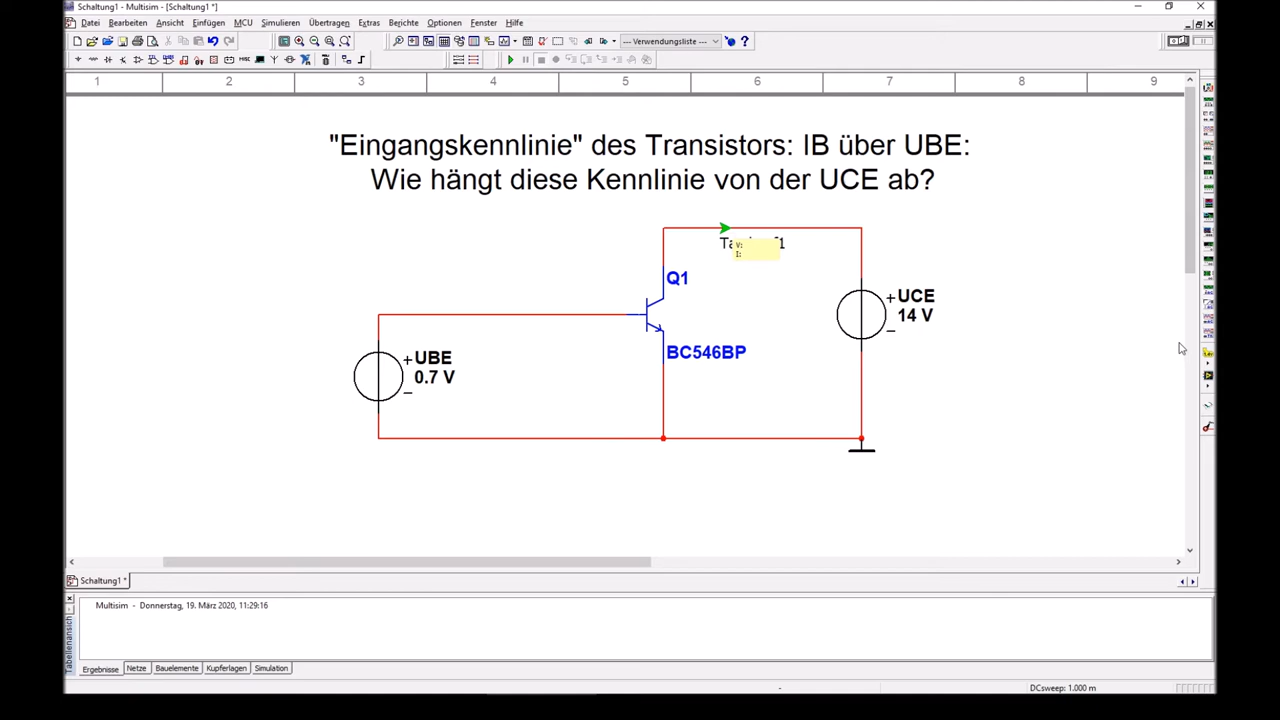 Schaltung1 - Multisim - [Schaltung1 *]
Datei Bearbeiten Ansicht Einfügen MCU Simulieren Übertragen Extras Berichte Optionen Fenster Hilfe
--- Verwendungsliste ---
1 2 3 4 5 6 7 8 9
"Eingangskennlinie" des Transistors: IB über UBE:
Wie hängt diese Kennlinie von der UCE ab?
V:
I:
Q1
BC546BP
+ UCE
14 V
−
+ UBE
0.7 V
−
Schaltung1 *
Multisim - Donnerstag, 19. März 2020, 11:29:16
Tabellenansicht
Ergebnisse Netze Bauelemente Kupferlagen Simulation
- DCsweep: 1.000 m